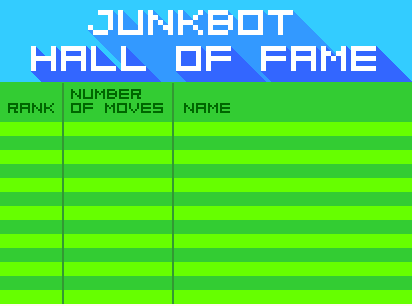 JUNKBOT
HALL OF FAME
RANK
NUMBER
OF MOVES
NAME